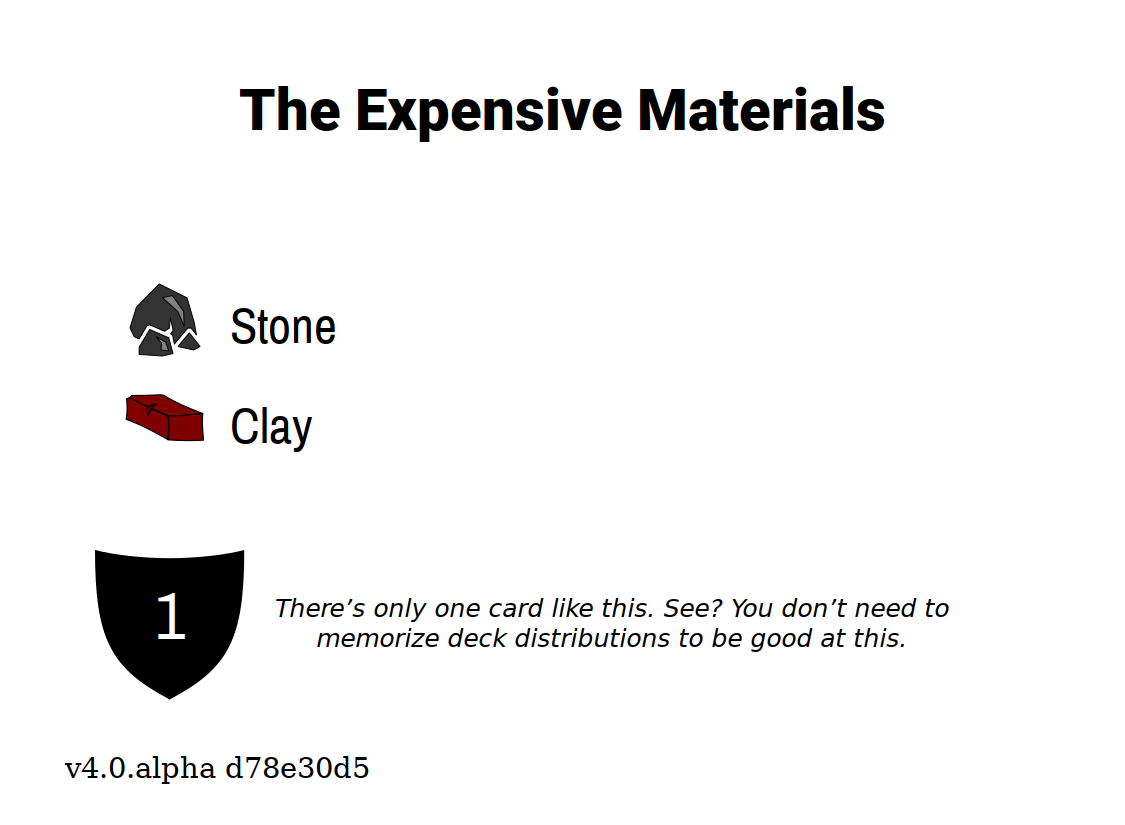 The Expensive Materials
Stone
Clay
1
There’s only one card like this. See? You don’t need to
memorize deck distributions to be good at this.
v4.0.alpha d78e30d5